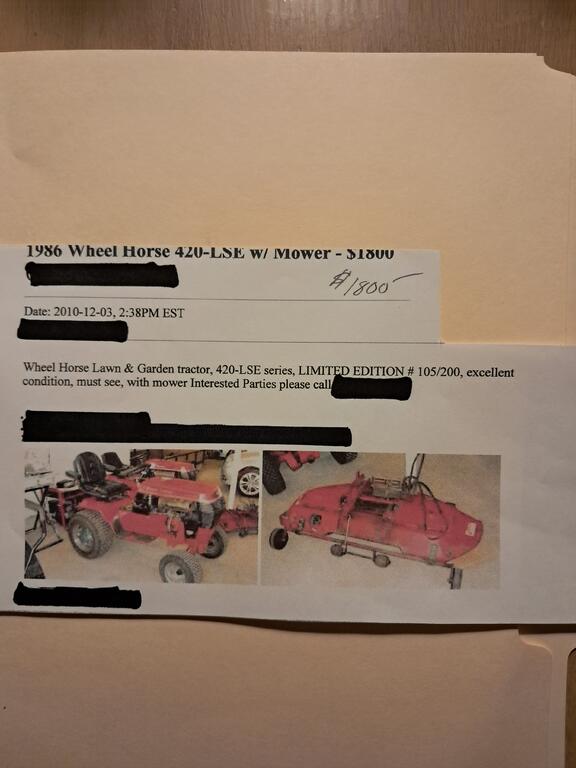 1986 Wheel Horse 420-LSE w/ Mower - $1800
$1800-
Date: 2010-12-03, 2:38PM EST
Wheel Horse Lawn & Garden tractor, 420-LSE series, LIMITED EDITION # 105/200, excellent
condition, must see, with mower Interested Parties please call